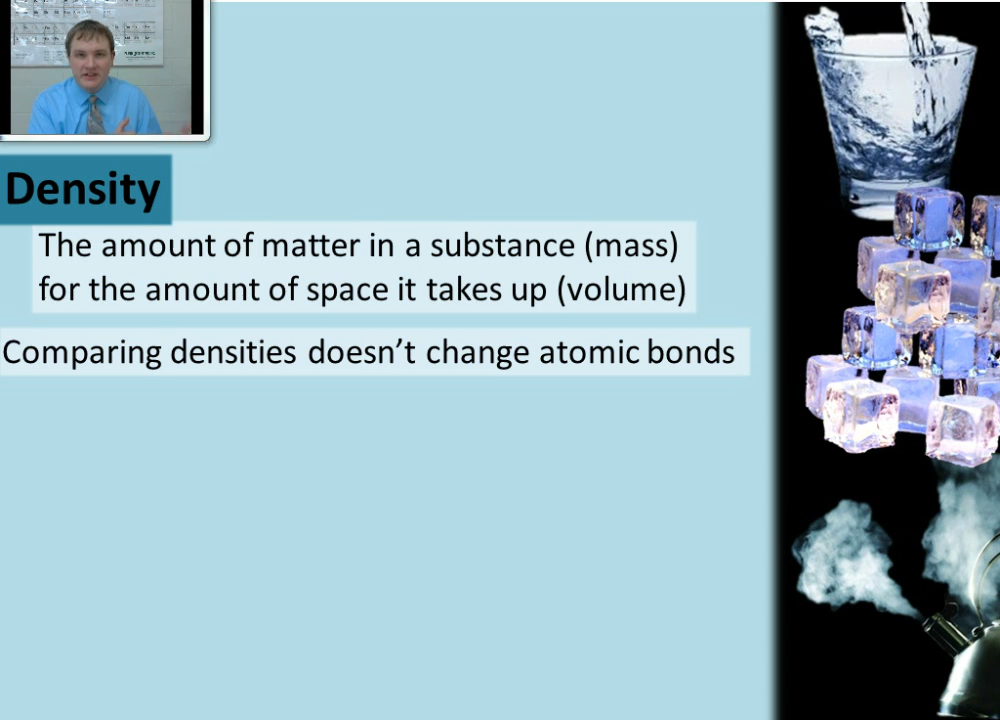 Density
The amount of matter in a substance (mass)
for the amount of space it takes up (volume)
Comparing densities doesn’t change atomic bonds